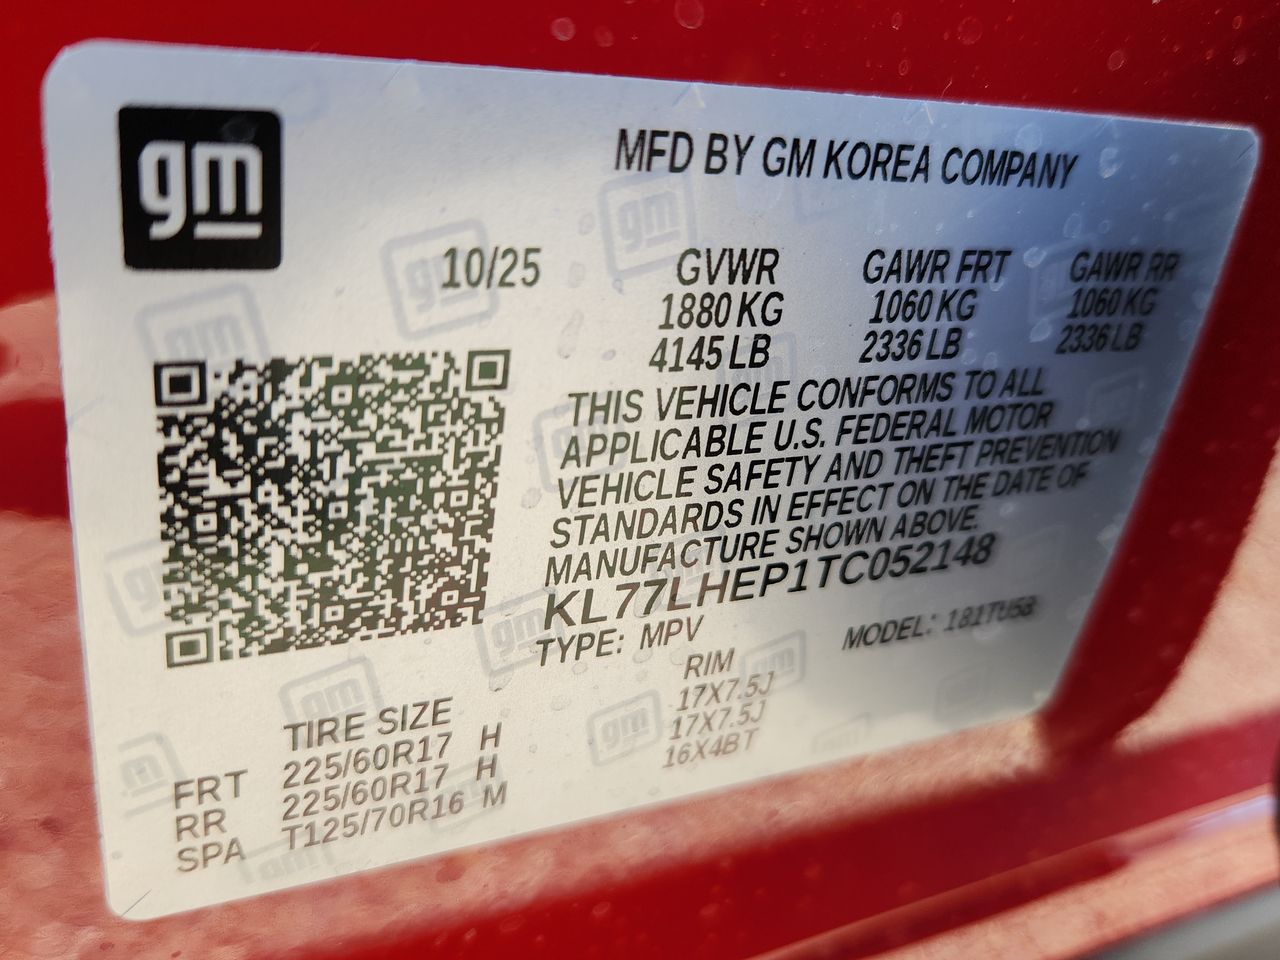 gm
MFD BY GM KOREA COMPANY
10/25 GVWR GAWR FRT GAWR RR
1880 KG 1060 KG 1060 KG
4145 LB 2336 LB 2336 LB
THIS VEHICLE CONFORMS TO ALL
APPLICABLE U.S. FEDERAL MOTOR
VEHICLE SAFETY AND THEFT PREVENTION
STANDARDS IN EFFECT ON THE DATE OF
MANUFACTURE SHOWN ABOVE.
KL77LHEP1TC052148
TYPE: MPV MODEL: 181TU58
TIRE SIZE RIM
FRT 225/60R17 H 17X7.5J
RR 225/60R17 H 17X7.5J
SPA T125/70R16 M 16X4BT